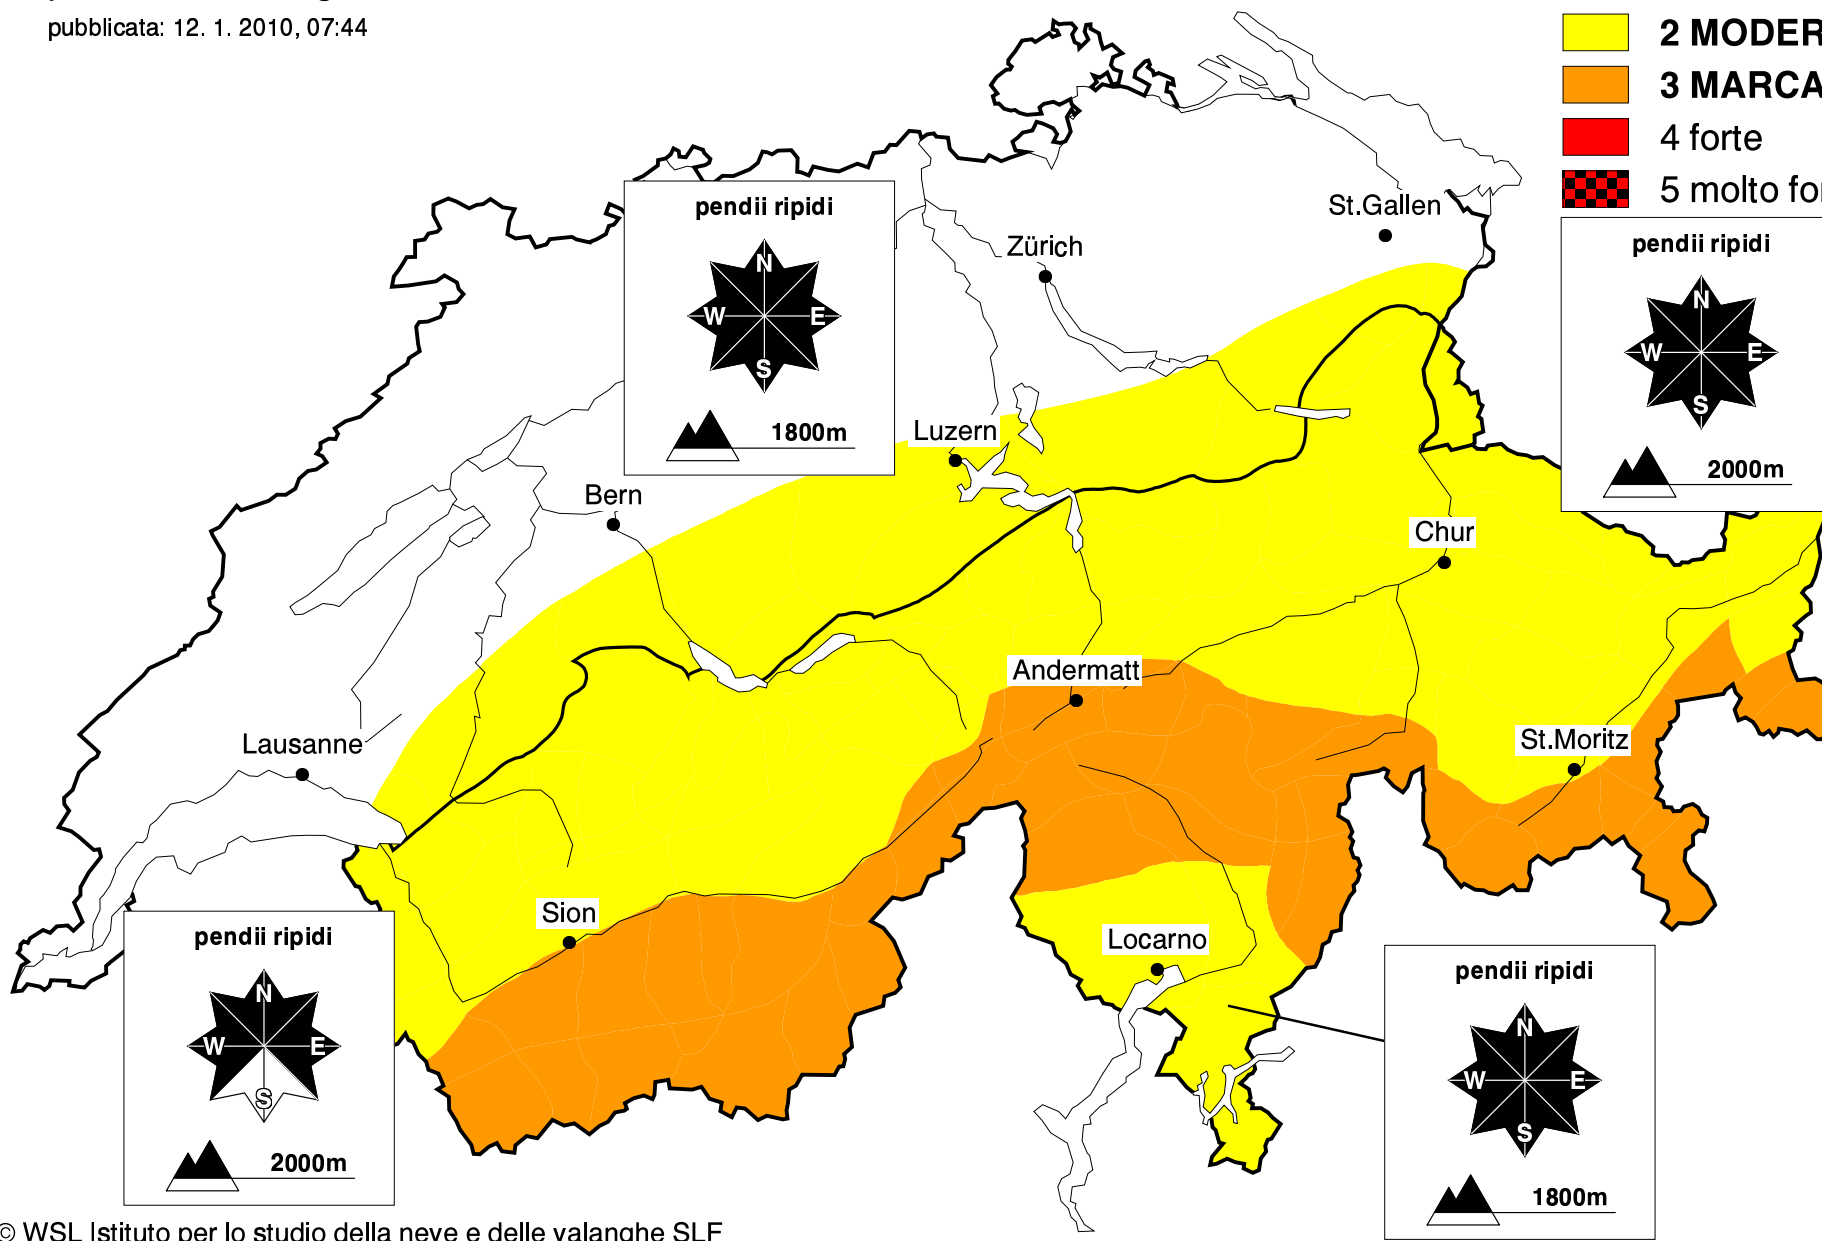 pubblicata: 12. 1. 2010, 07:44
2 MODER
3 MARCA
4 forte
5 molto for
pendii ripidi
N
W E
S
1800m
St.Gallen
Zürich
pendii ripidi
N
W E
S
2000m
Luzern
Bern
Chur
Andermatt
Lausanne
St.Moritz
Sion
Locarno
pendii ripidi
N
W E
S
2000m
pendii ripidi
N
W E
S
1800m
© WSL Istituto per lo studio della neve e delle valanghe SLF